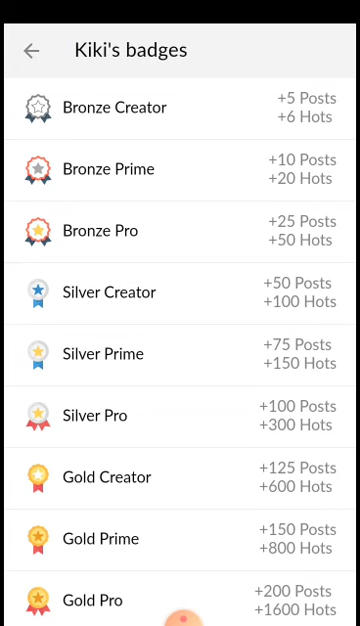 Kiki's badges
Bronze Creator
+5 Posts
+6 Hots
Bronze Prime
+10 Posts
+20 Hots
Bronze Pro
+25 Posts
+50 Hots
Silver Creator
+50 Posts
+100 Hots
Silver Prime
+75 Posts
+150 Hots
Silver Pro
+100 Posts
+300 Hots
Gold Creator
+125 Posts
+600 Hots
Gold Prime
+150 Posts
+800 Hots
Gold Pro
+200 Posts
+1600 Hots